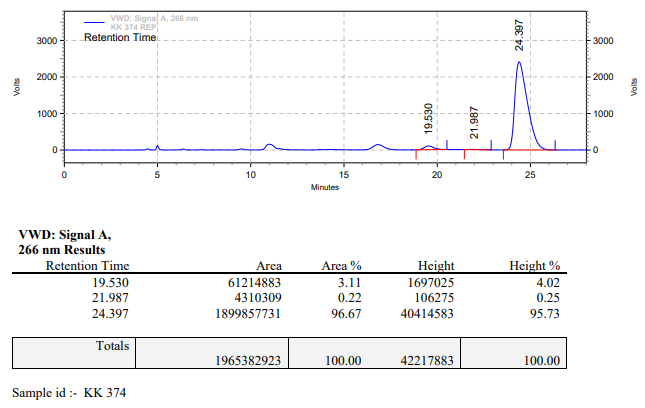 VWD: Signal A, 266 nm
KK 374 REP
Retention Time
3000
2000
1000
0
Volts
19.530
21.987
24.397
3000
2000
1000
0
Volts
0 5 10 15 20 25
Minutes
VWD: Signal A,
266 nm Results
Retention Time Area Area % Height Height %
19.530 61214883 3.11 1697025 4.02
21.987 4310309 0.22 106275 0.25
24.397 1899857731 96.67 40414583 95.73
Totals
1965382923 100.00 42217883 100.00
Sample id :- KK 374